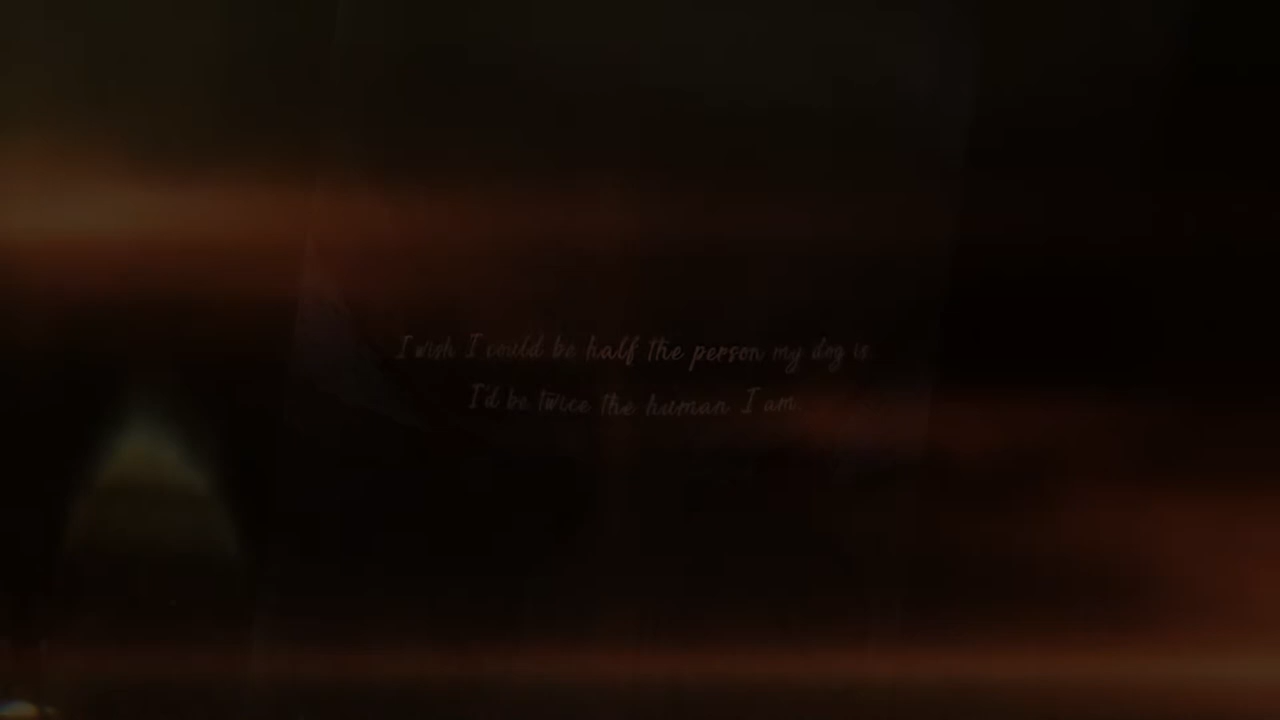 I wish I could be half the person my dog is.
I'd be twice the human I am.